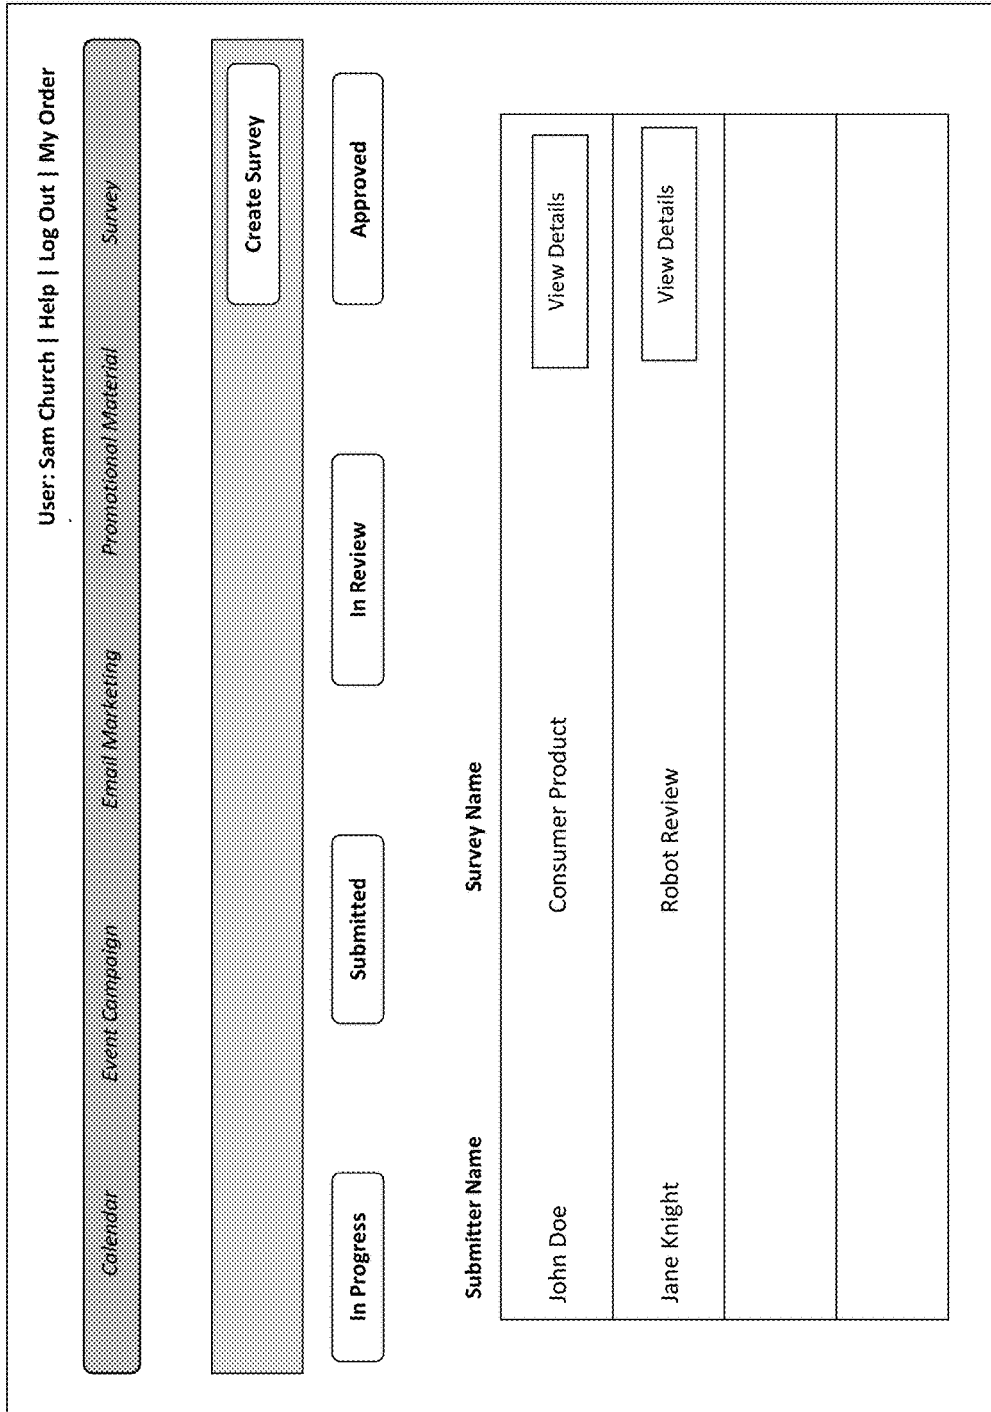 User: Sam Church | Help | Log Out | My Order
Calendar Event Campaign Email Marketing Promotional Material Survey
Create Survey
In Progress Submitted In Review Approved
Submitter Name Survey Name
John Doe Consumer Product View Details
Jane Knight Robot Review View Details